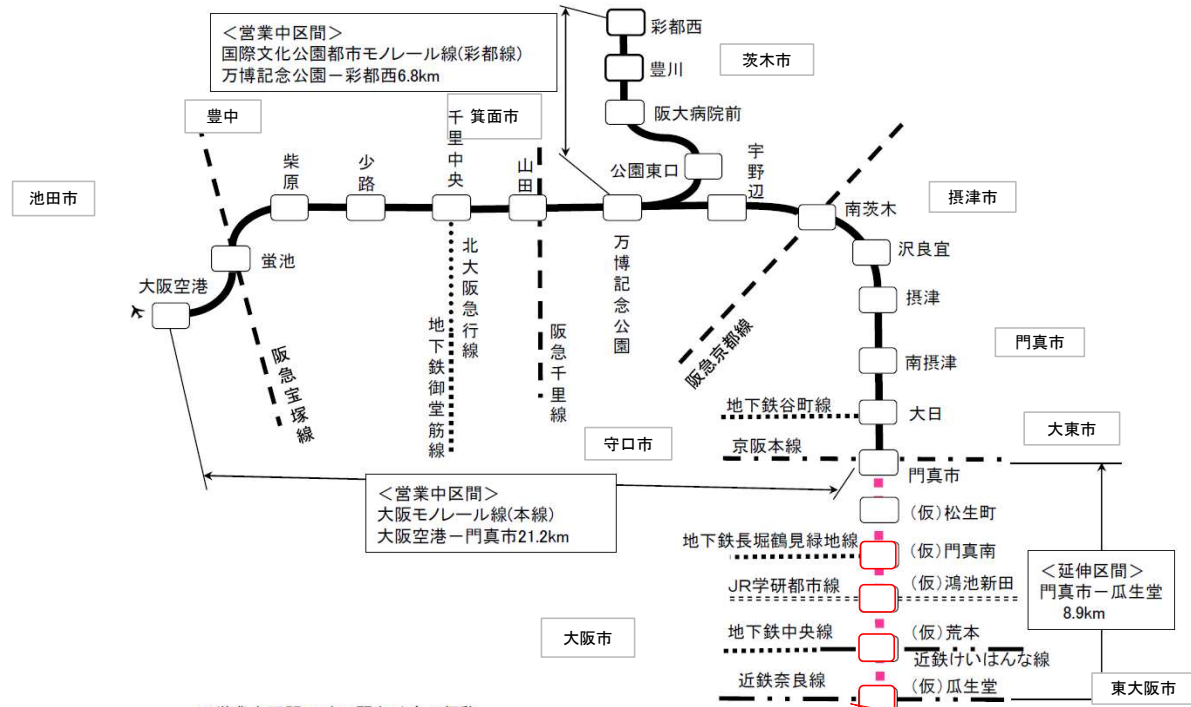 ＜営業中区間＞
国際文化公園都市モノレール線(彩都線)
万博記念公園－彩都西6.8km
彩都西
豊川
茨木市
阪大病院前
豊中
箕面市
千里中央
山田
公園東口
宇野辺
柴原
少路
池田市
摂津市
南茨木
沢良宜
蛍池
大阪空港
北大阪急行線
地下鉄御堂筋線
万博記念公園
阪急千里線
阪急宝塚線
阪急京都線
摂津
門真市
南摂津
地下鉄谷町線
大日
大東市
守口市
京阪本線
門真市
＜営業中区間＞
大阪モノレール線(本線)
大阪空港－門真市21.2km
(仮)松生町
地下鉄長堀鶴見緑地線
(仮)門真南
＜延伸区間＞
門真市－瓜生堂
8.9km
JR学研都市線
(仮)鴻池新田
大阪市
地下鉄中央線
(仮)荒本
近鉄けいはんな線
近鉄奈良線
(仮)瓜生堂
東大阪市